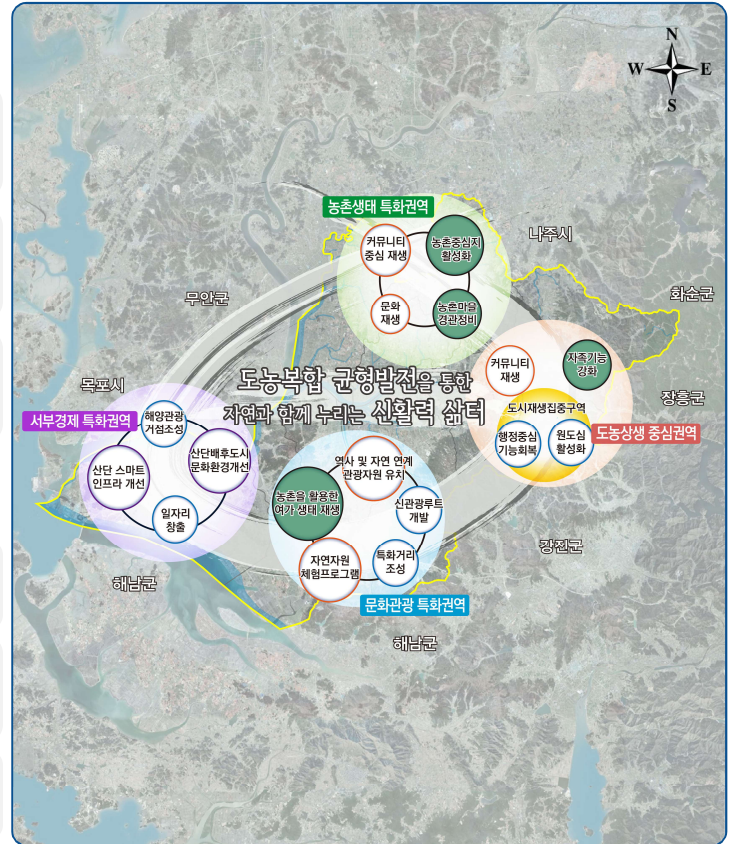 N
W
E
S
농촌생태 특화권역
커뮤니티
중심 재생
농촌중심지
활성화
문화
재생
농촌마을
경관정비
나주시
화순군
무안군
목포시
장흥군
강진군
해남군
해남군
도농복합 균형발전을 통한
자연과 함께 누리는 신활력 삶터
커뮤니티
재생
자족기능
강화
도시재생집중구역
행정중심
기능회복
원도심
활성화
도농상생 중심권역
서부경제 특화권역
해양관광
거점조성
산단 스마트
인프라 개선
산단배후도시
문화환경개선
일자리
창출
역사 및 자연 연계
관광자원 유치
농촌을 활용한
여가 생태 재생
신관광루트
개발
자연자원
체험프로그램
특화거리
조성
문화관광 특화권역